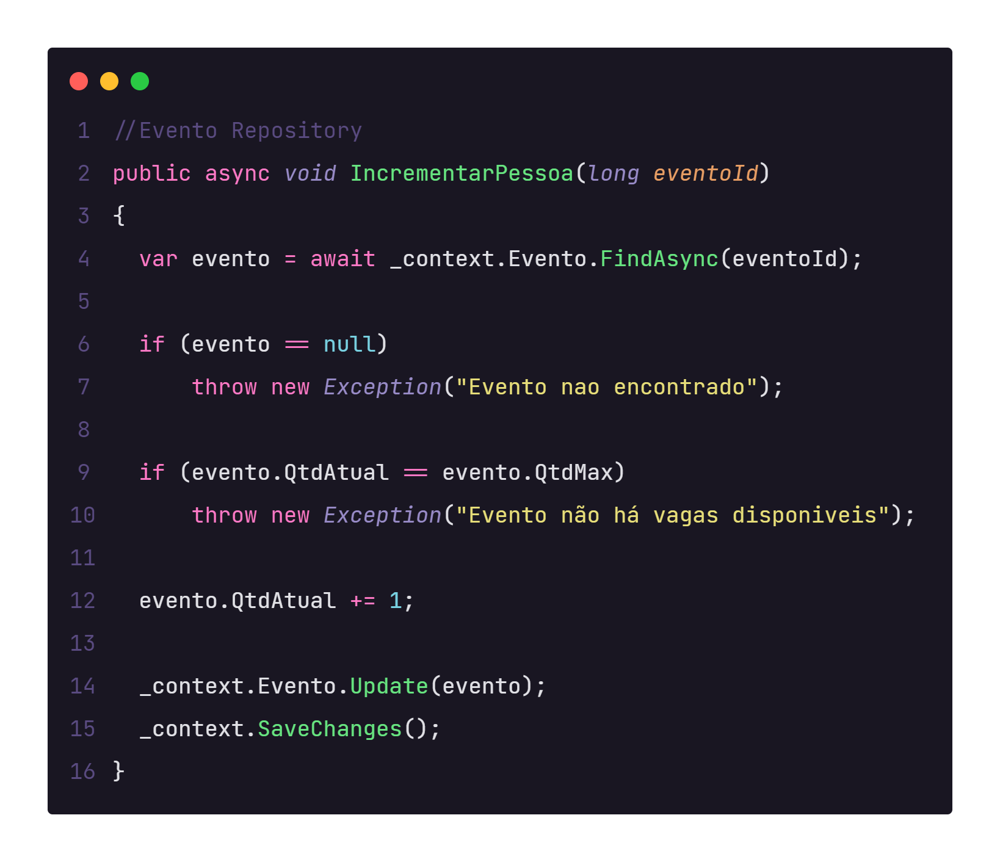 1 //Evento Repository
2 public async void IncrementarPessoa(long eventoId)
3 {
4   var evento = await _context.Evento.FindAsync(eventoId);
5
6   if (evento == null)
7       throw new Exception("Evento nao encontrado");
8
9   if (evento.QtdAtual == evento.QtdMax)
10       throw new Exception("Evento não há vagas disponiveis");
11
12   evento.QtdAtual += 1;
13
14   _context.Evento.Update(evento);
15   _context.SaveChanges();
16 }